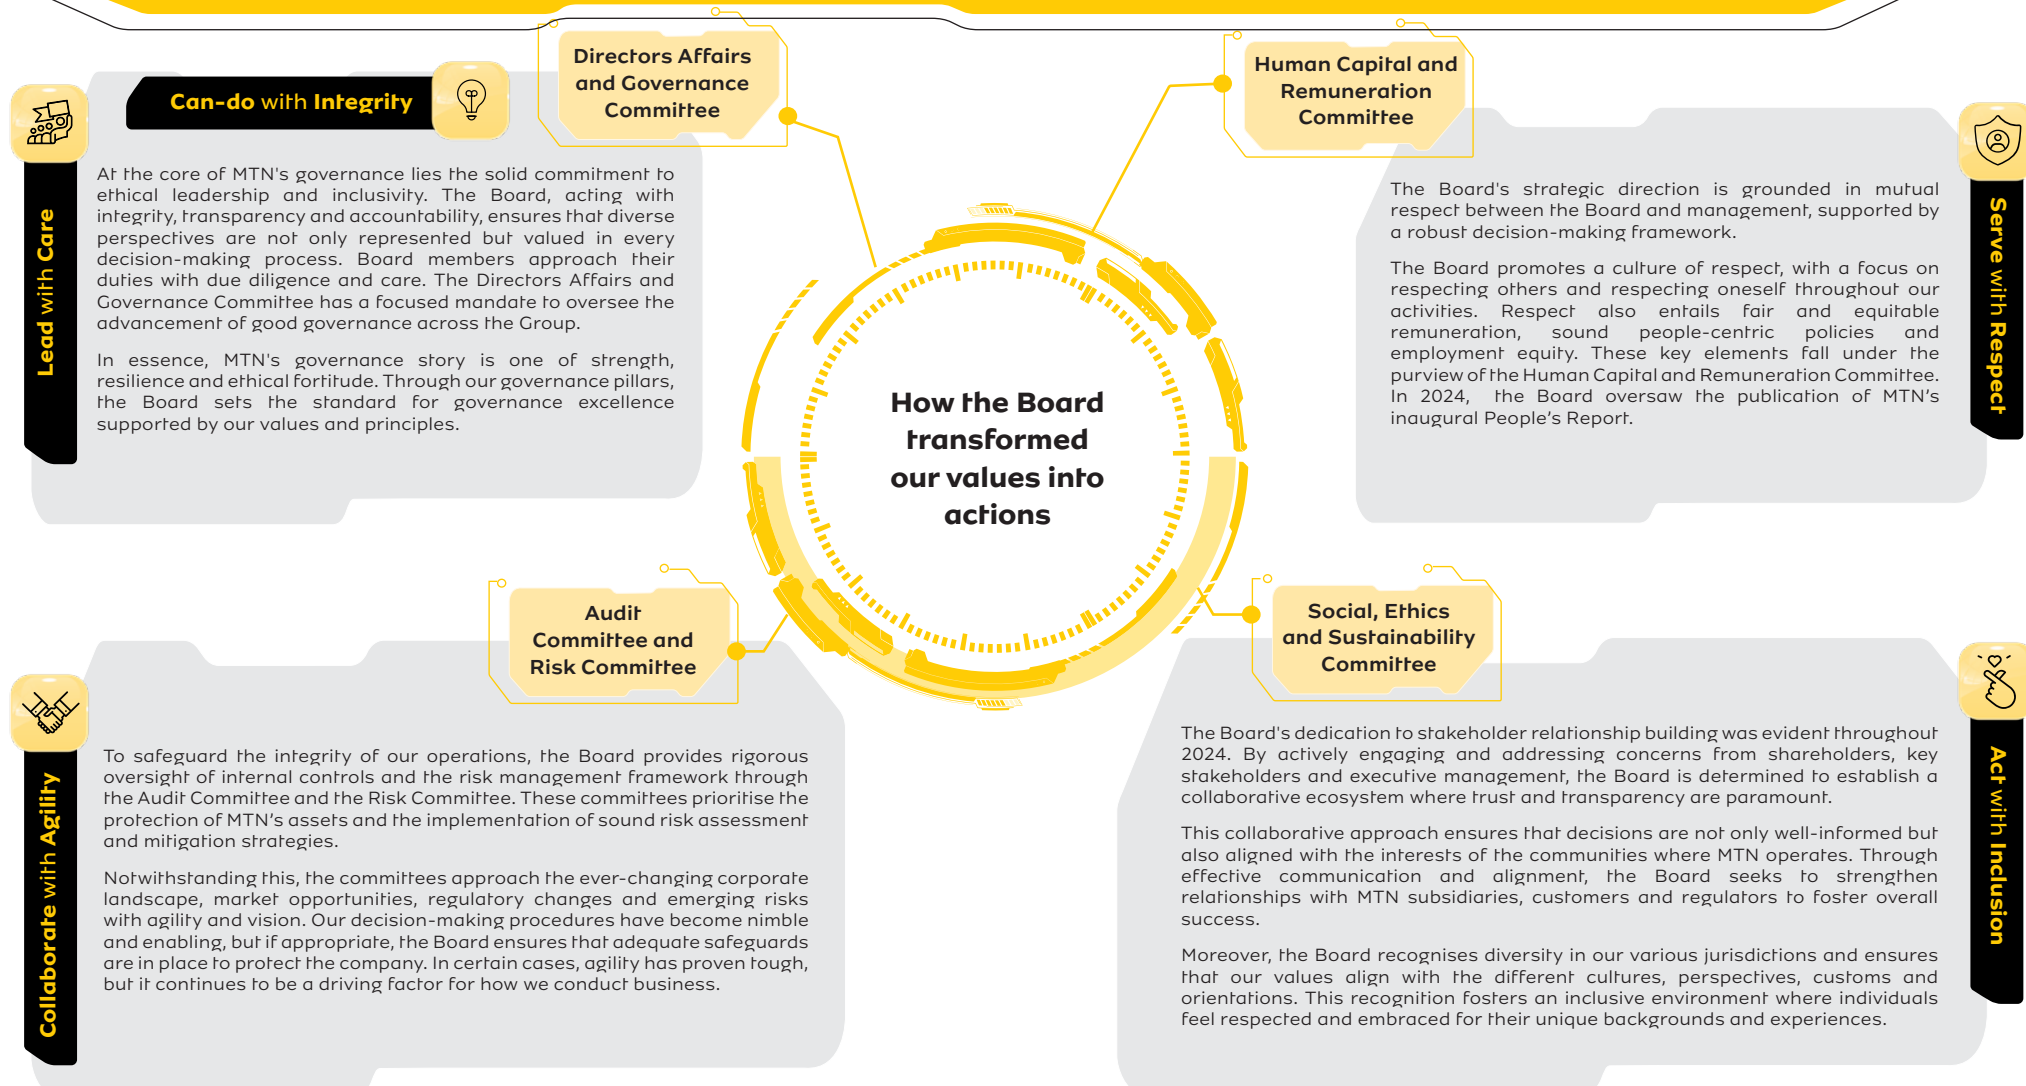 Directors Affairs
and Governance
Committee
Can-do with Integrity
Lead with Care
At the core of MTN's governance lies the solid commitment to
ethical leadership and inclusivity. The Board, acting with
integrity, transparency and accountability, ensures that diverse
perspectives are not only represented but valued in every
decision-making process. Board members approach their
duties with due diligence and care. The Directors Affairs and
Governance Committee has a focused mandate to oversee the
advancement of good governance across the Group.
In essence, MTN's governance story is one of strength,
resilience and ethical fortitude. Through our governance pillars,
the Board sets the standard for governance excellence
supported by our values and principles.
Human Capital and
Remuneration
Committee
Serve with Respect
The Board's strategic direction is grounded in mutual
respect between the Board and management, supported by
a robust decision-making framework.
The Board promotes a culture of respect, with a focus on
respecting others and respecting oneself throughout our
activities. Respect also entails fair and equitable
remuneration, sound people-centric policies and
employment equity. These key elements fall under the
purview of the Human Capital and Remuneration Committee.
In 2024, the Board oversaw the publication of MTN’s
inaugural People’s Report.
How the Board
transformed
our values into
actions
Audit
Committee and
Risk Committee
Collaborate with Agility
To safeguard the integrity of our operations, the Board provides rigorous
oversight of internal controls and the risk management framework through
the Audit Committee and the Risk Committee. These committees prioritise the
protection of MTN’s assets and the implementation of sound risk assessment
and mitigation strategies.
Notwithstanding this, the committees approach the ever-changing corporate
landscape, market opportunities, regulatory changes and emerging risks
with agility and vision. Our decision-making procedures have become nimble
and enabling, but if appropriate, the Board ensures that adequate safeguards
are in place to protect the company. In certain cases, agility has proven tough,
but it continues to be a driving factor for how we conduct business.
Social, Ethics
and Sustainability
Committee
Act with Inclusion
The Board's dedication to stakeholder relationship building was evident throughout
2024. By actively engaging and addressing concerns from shareholders, key
stakeholders and executive management, the Board is determined to establish a
collaborative ecosystem where trust and transparency are paramount.
This collaborative approach ensures that decisions are not only well-informed but
also aligned with the interests of the communities where MTN operates. Through
effective communication and alignment, the Board seeks to strengthen
relationships with MTN subsidiaries, customers and regulators to foster overall
success.
Moreover, the Board recognises diversity in our various jurisdictions and ensures
that our values align with the different cultures, perspectives, customs and
orientations. This recognition fosters an inclusive environment where individuals
feel respected and embraced for their unique backgrounds and experiences.